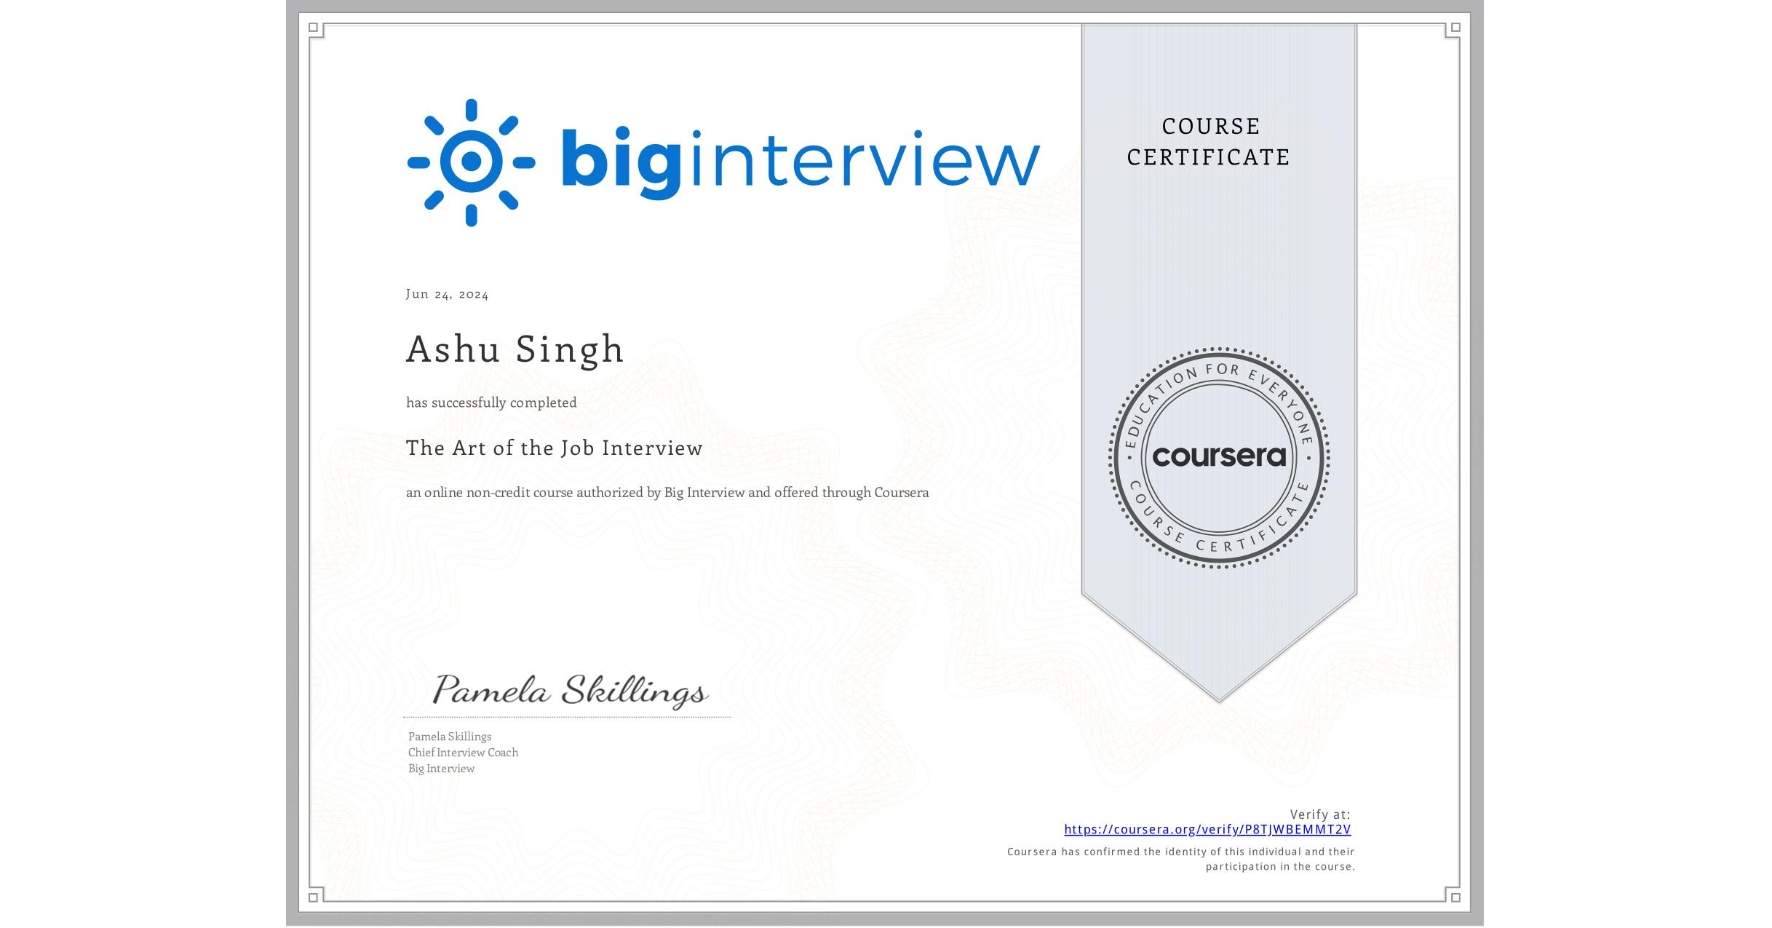 biginterview
COURSE
CERTIFICATE
Jun 24, 2024
Ashu Singh
has successfully completed
The Art of the Job Interview
an online non-credit course authorized by Big Interview and offered through Coursera
EDUCATION FOR EVERYONE
coursera
COURSE CERTIFICATE
Pamela Skillings
Pamela Skillings
Chief Interview Coach
Big Interview
Verify at:
https://coursera.org/verify/P8TJWBEMMT2V
Coursera has confirmed the identity of this individual and their
participation in the course.